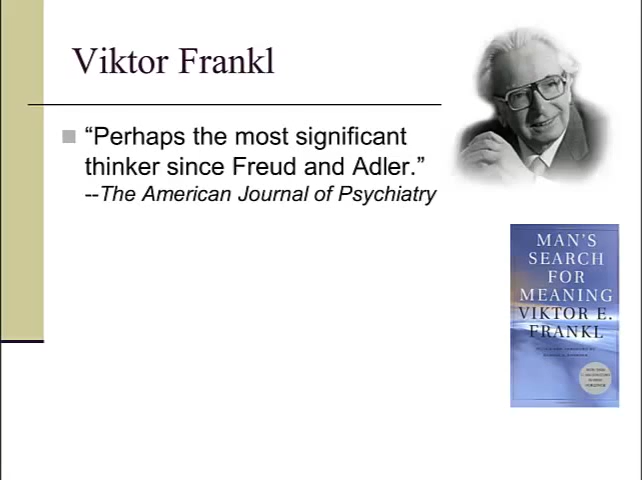 Viktor Frankl
“Perhaps the most significant
thinker since Freud and Adler.”
--The American Journal of Psychiatry
MAN'S
SEARCH
FOR
MEANING
VIKTOR E.
FRANKL